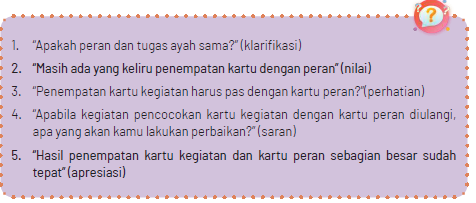 ?
1. "Apakah peran dan tugas ayah sama?" (klarifikasi)
2. "Masih ada yang keliru penempatan kartu dengan peran" (nilai)
3. "Penempatan kartu kegiatan harus pas dengan kartu peran?"(perhatian)
4. "Apabila kegiatan pencocokan kartu kegiatan dengan kartu peran diulangi,
apa yang akan kamu lakukan perbaikan?" (saran)
5. "Hasil penempatan kartu kegiatan dan kartu peran sebagian besar sudah
tepat" (apresiasi)